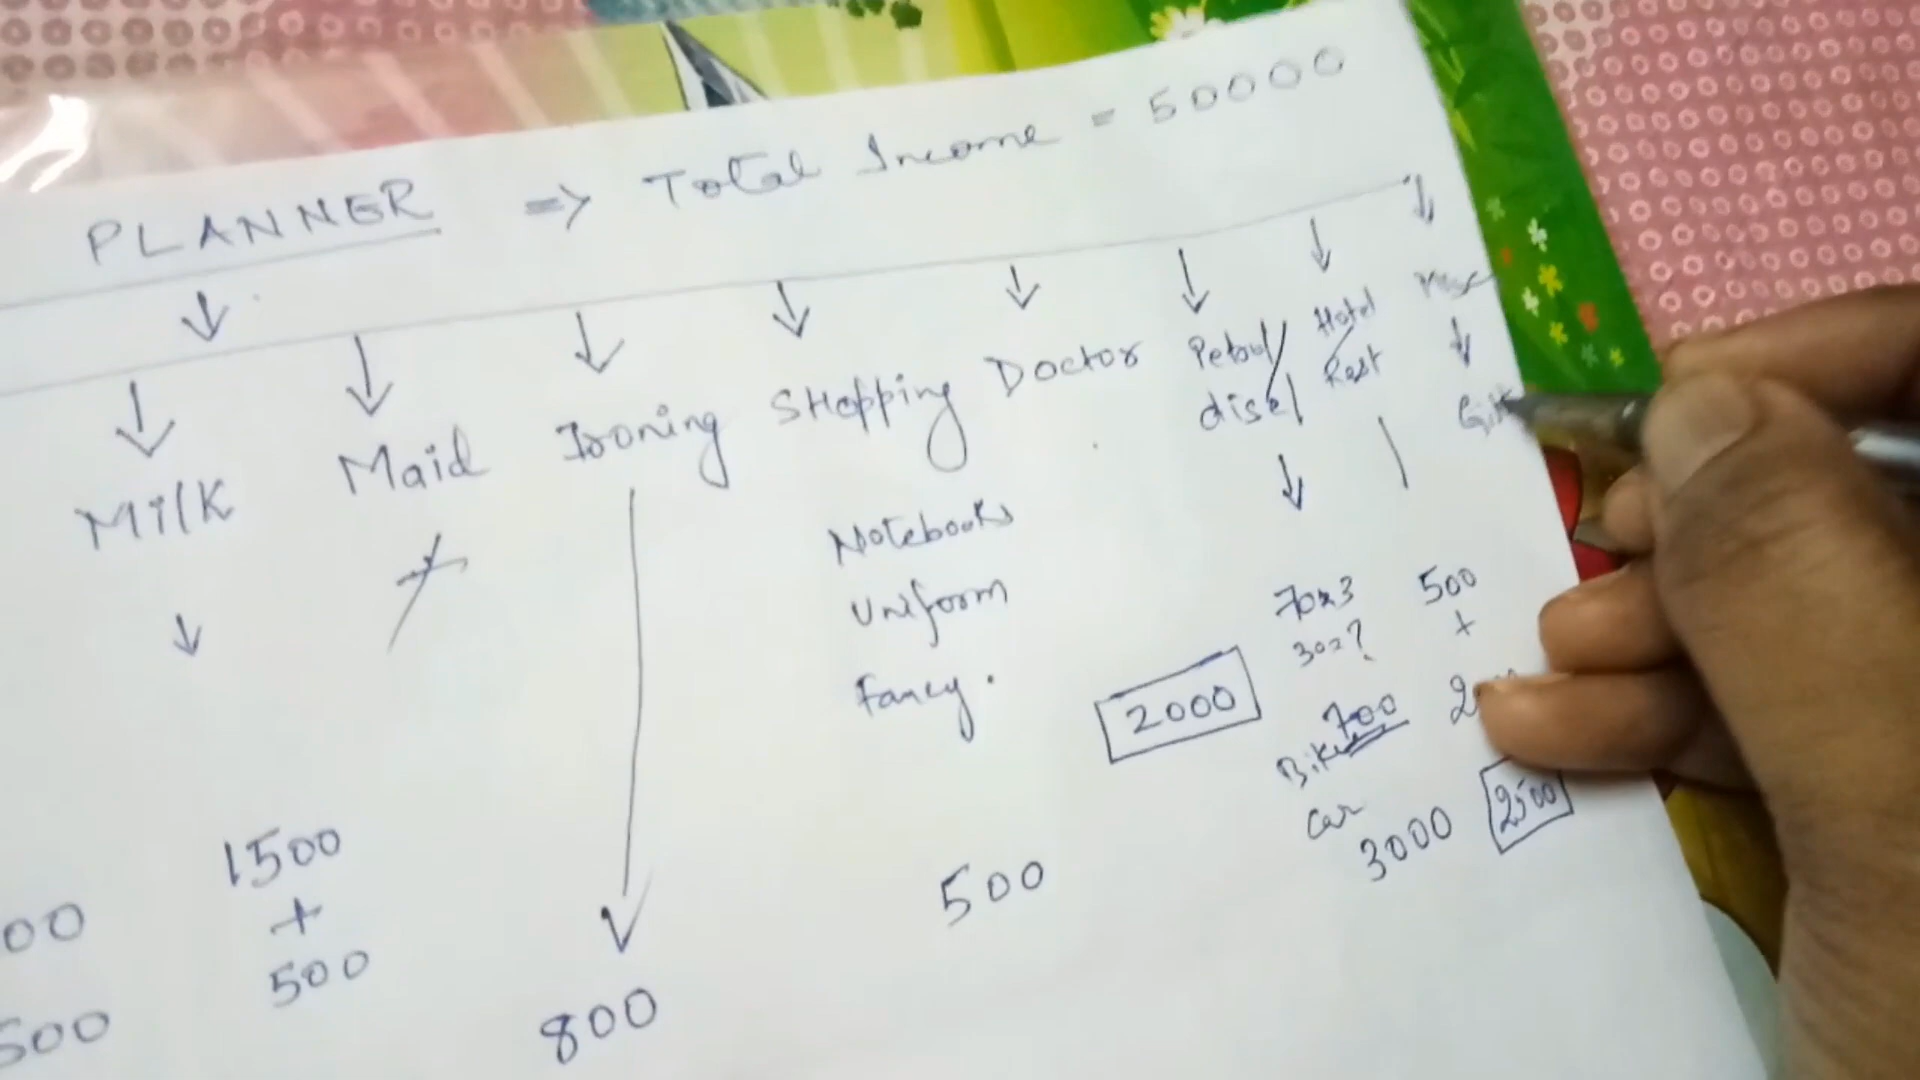 PLANNER => Total Income = 50000
Milk
Maid
Ironing
Shopping
Doctor
Petrol/
disel
Hotel
Rest
Notebooks
Uniform
Fancy.
70x3
500
+
700
Bike
2000
car
3000
2500
1500
+
500
500
800